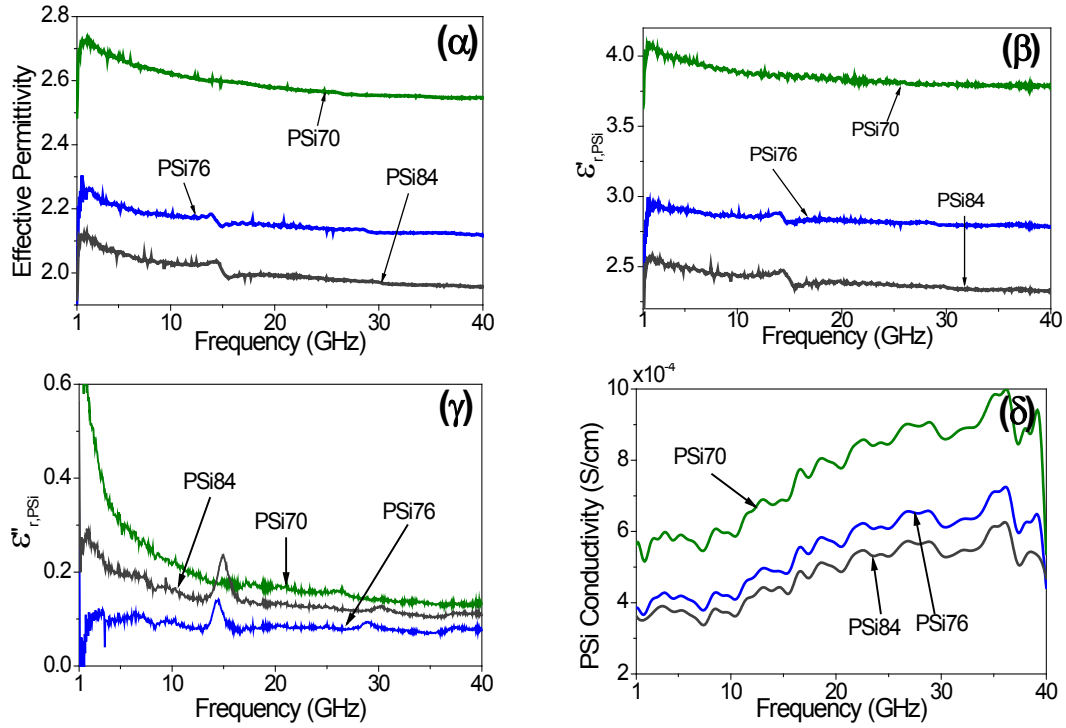 (α)
Effective Permittivity
2.8
2.6
2.4
2.2
2.0
PSi70
PSi76
PSi84
1 10 20 30 40
Frequency (GHz)
(β)
ε'r,PSi
4.0
3.5
3.0
2.5
PSi70
PSi76
PSi84
1 10 20 30 40
Frequency (GHz)
(γ)
ε''r,PSi
0.6
0.4
0.2
0.0
PSi84
PSi70
PSi76
1 10 20 30 40
Frequency (GHz)
x10⁻⁴
(δ)
PSi Conductivity (S/cm)
10
8
6
4
2
PSi70
PSi84
PSi76
1 10 20 30 40
Frequency (GHz)